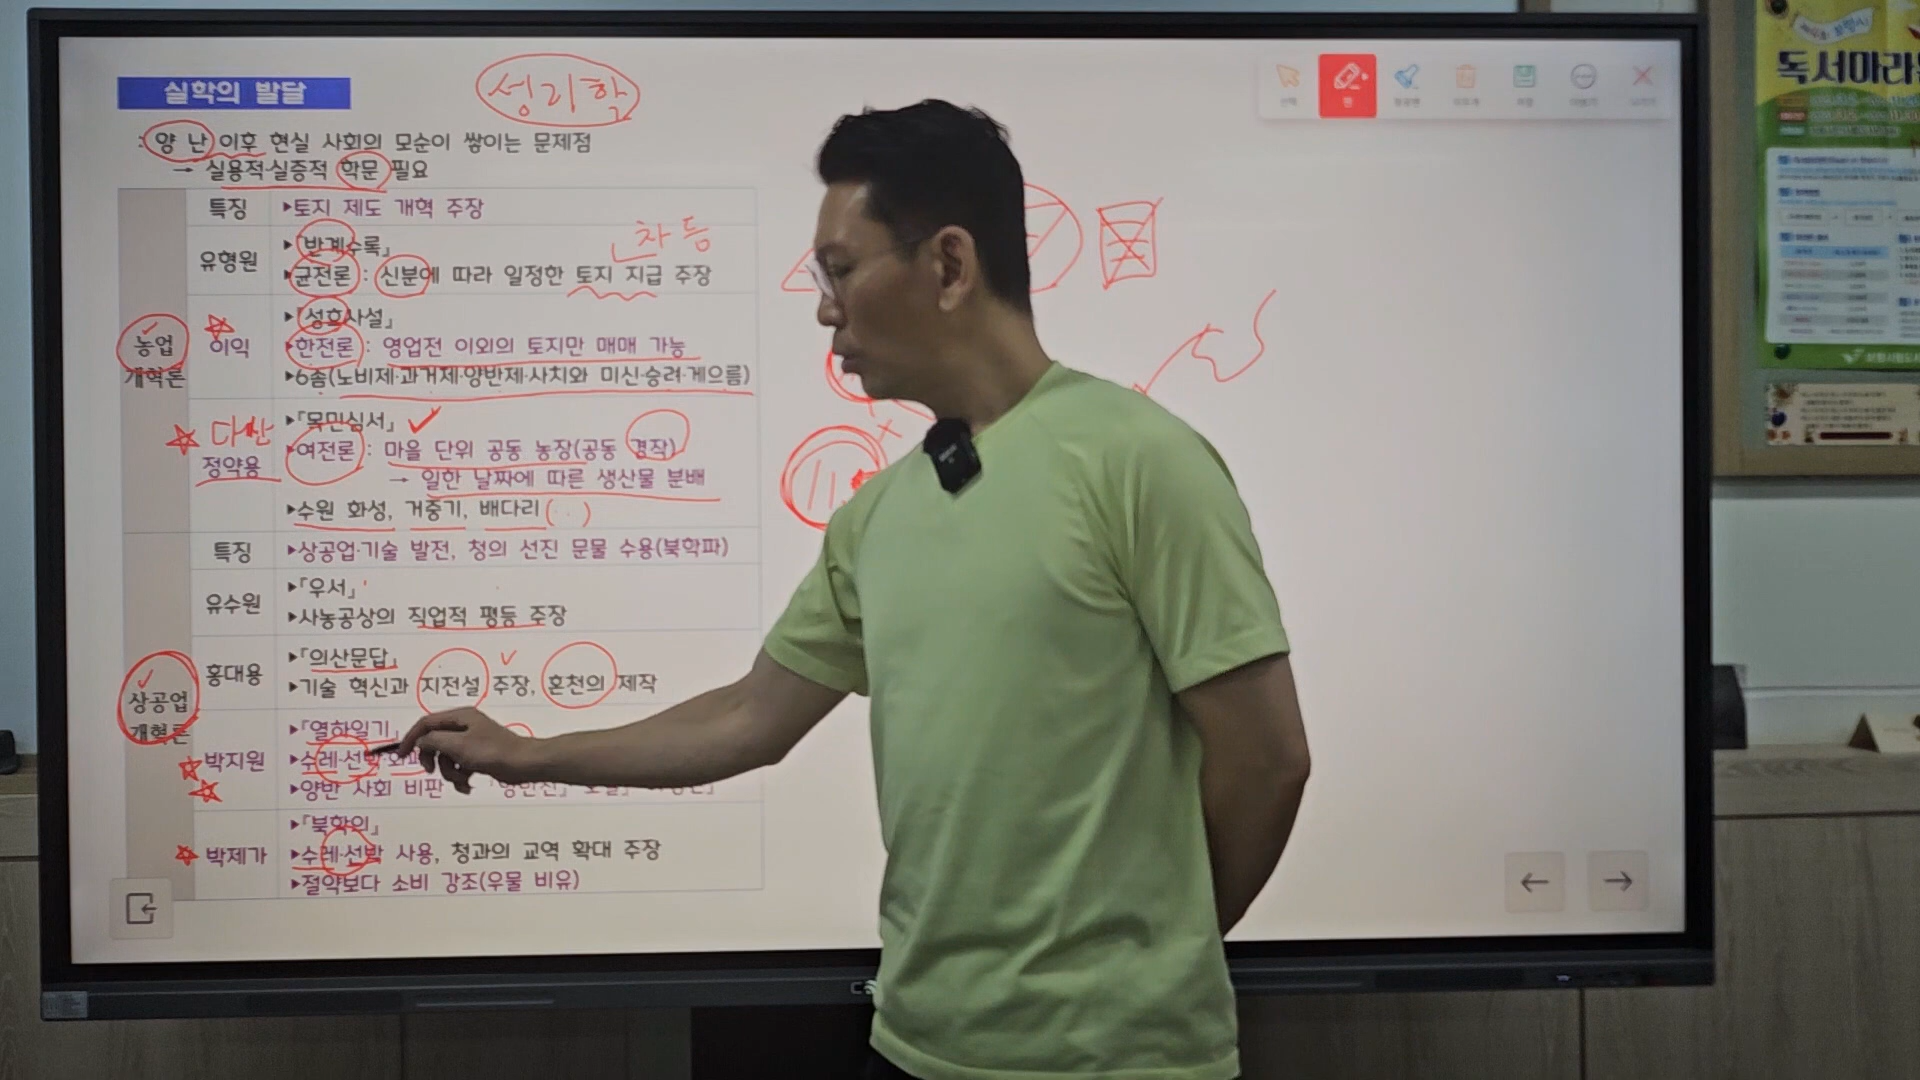 실학의 발달
성리학
: 양 난 이후 현실 사회의 모순이 쌓이는 문제점
→ 실용적·실증적 학문 필요
특징
▸토지 제도 개혁 주장
유형원
▸「반계수록」
차등
▸균전론 : 신분에 따라 일정한 토지 지급 주장
농업
개혁론
이익
▸「성호사설」
▸한전론 : 영업전 이외의 토지만 매매 가능
▸6좀(노비제·과거제·양반제·사치와 미신·승려·게으름)
다산
정약용
▸「목민심서」
▸여전론 : 마을 단위 공동 농장(공동 경작)
→ 일한 날짜에 따른 생산물 분배
▸수원 화성, 거중기, 배다리
특징
▸상공업·기술 발전, 청의 선진 문물 수용(북학파)
유수원
▸「우서」
▸사농공상의 직업적 평등 주장
상공업
개혁론
홍대용
▸「의산문답」
▸기술 혁신과 지전설 주장, 혼천의 제작
박지원
▸「열하일기」
▸수레·선박·화폐
▸양반 사회 비판
박제가
▸「북학의」
▸수레·선박 사용, 청과의 교역 확대 주장
▸절약보다 소비 강조(우물 비유)
독서마라